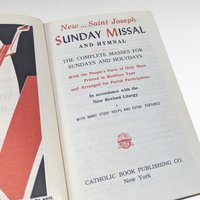 New ... Saint Joseph
SUNDAY MISSAL
AND HYMNAL
THE COMPLETE MASSES FOR
SUNDAYS AND HOLYDAYS
With the People's Parts of Holy Mass
Printed in Boldface Type
and Arranged for Parish Participation
In accordance with the
New Revised Liturgy
WITH MANY STUDY HELPS AND EXTRA FEATURES
CATHOLIC BOOK PUBLISHING CO.
New York